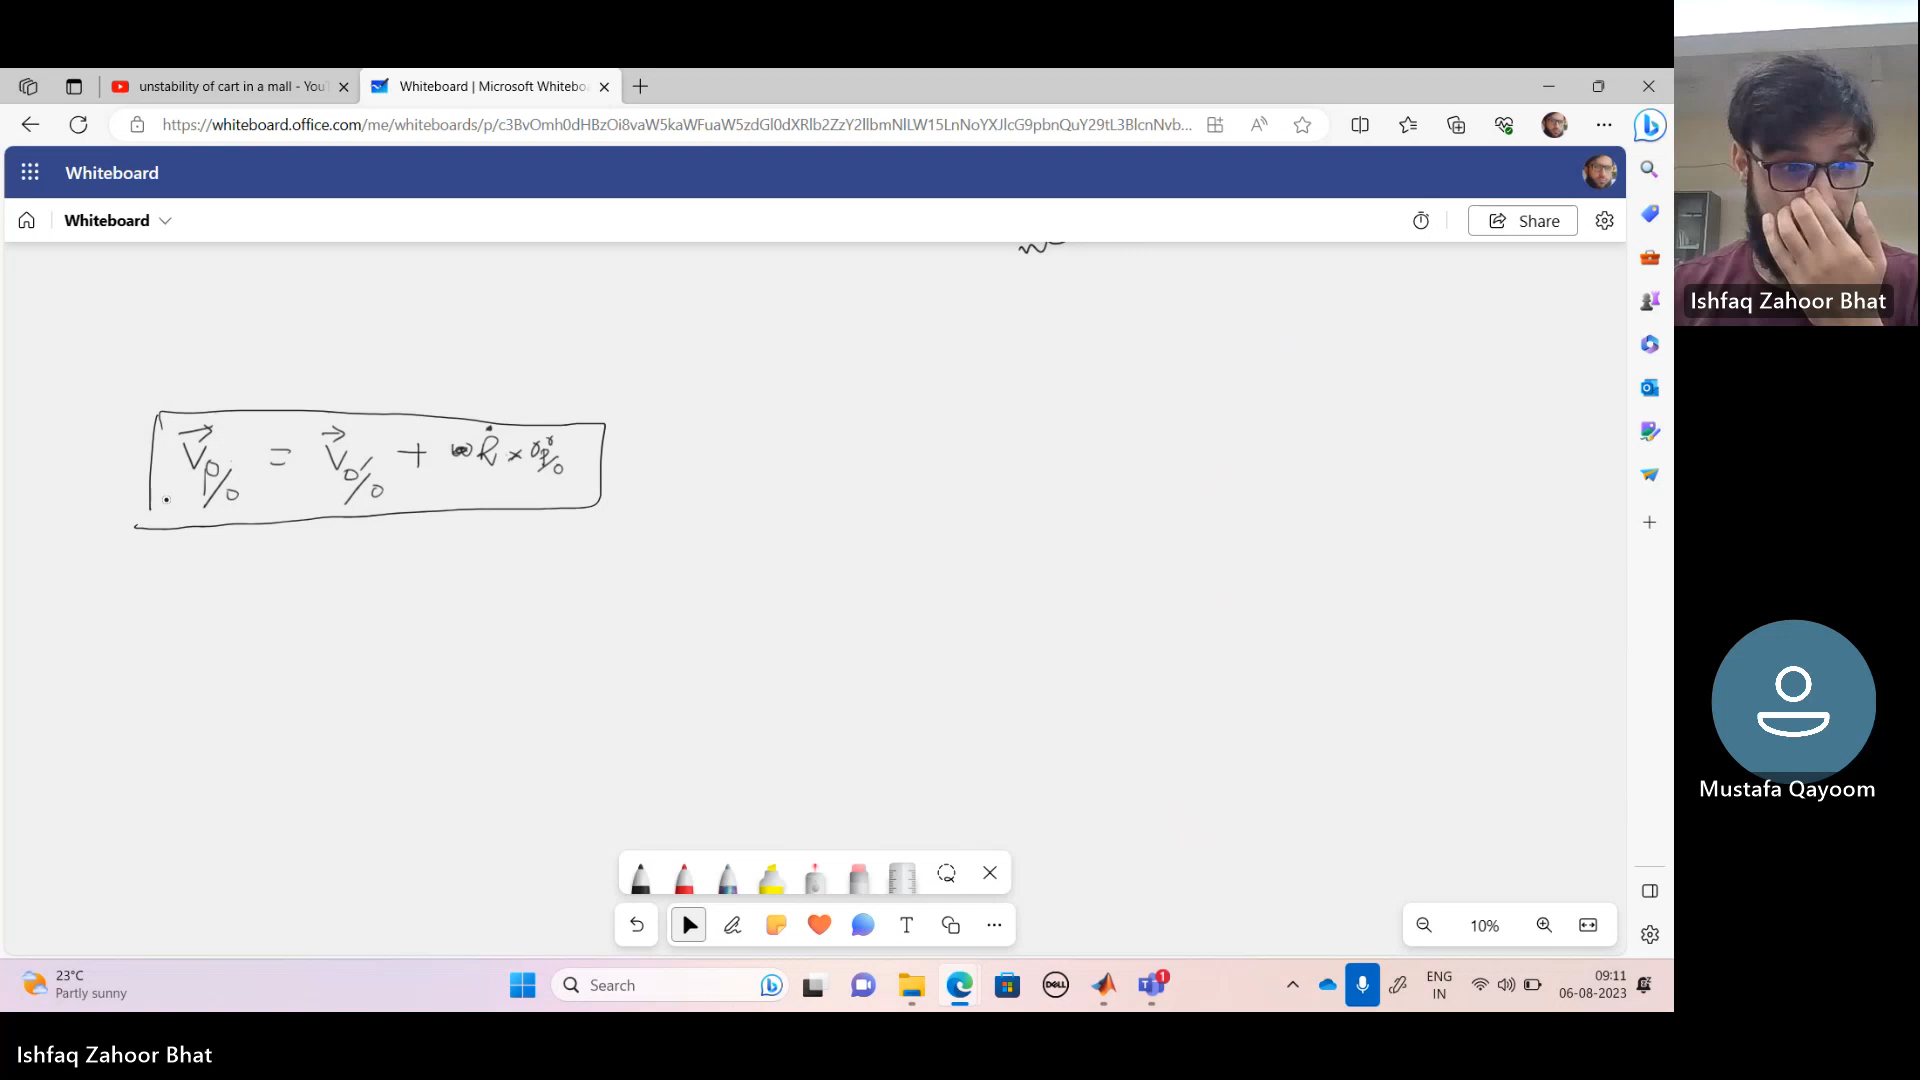 unstability of cart in a mall - You
Whiteboard | Microsoft Whitebo
https://whiteboard.office.com/me/whiteboards/p/c3BvOmh0dHBzOi8vaW5kaWFuaW5zdGl0dXRlb2ZzY2llbmNlLW15LnNoYXJlcG9pbnQuY29tL3BlcnNvb...
Whiteboard
Whiteboard
Share
Ishfaq Zahoor Bhat
V P/O = V O'/O + × P/O
Mustafa Qayoom
10%
23°C
Partly sunny
Search
DELL
1
ENG
IN
09:11
06-08-2023
Ishfaq Zahoor Bhat